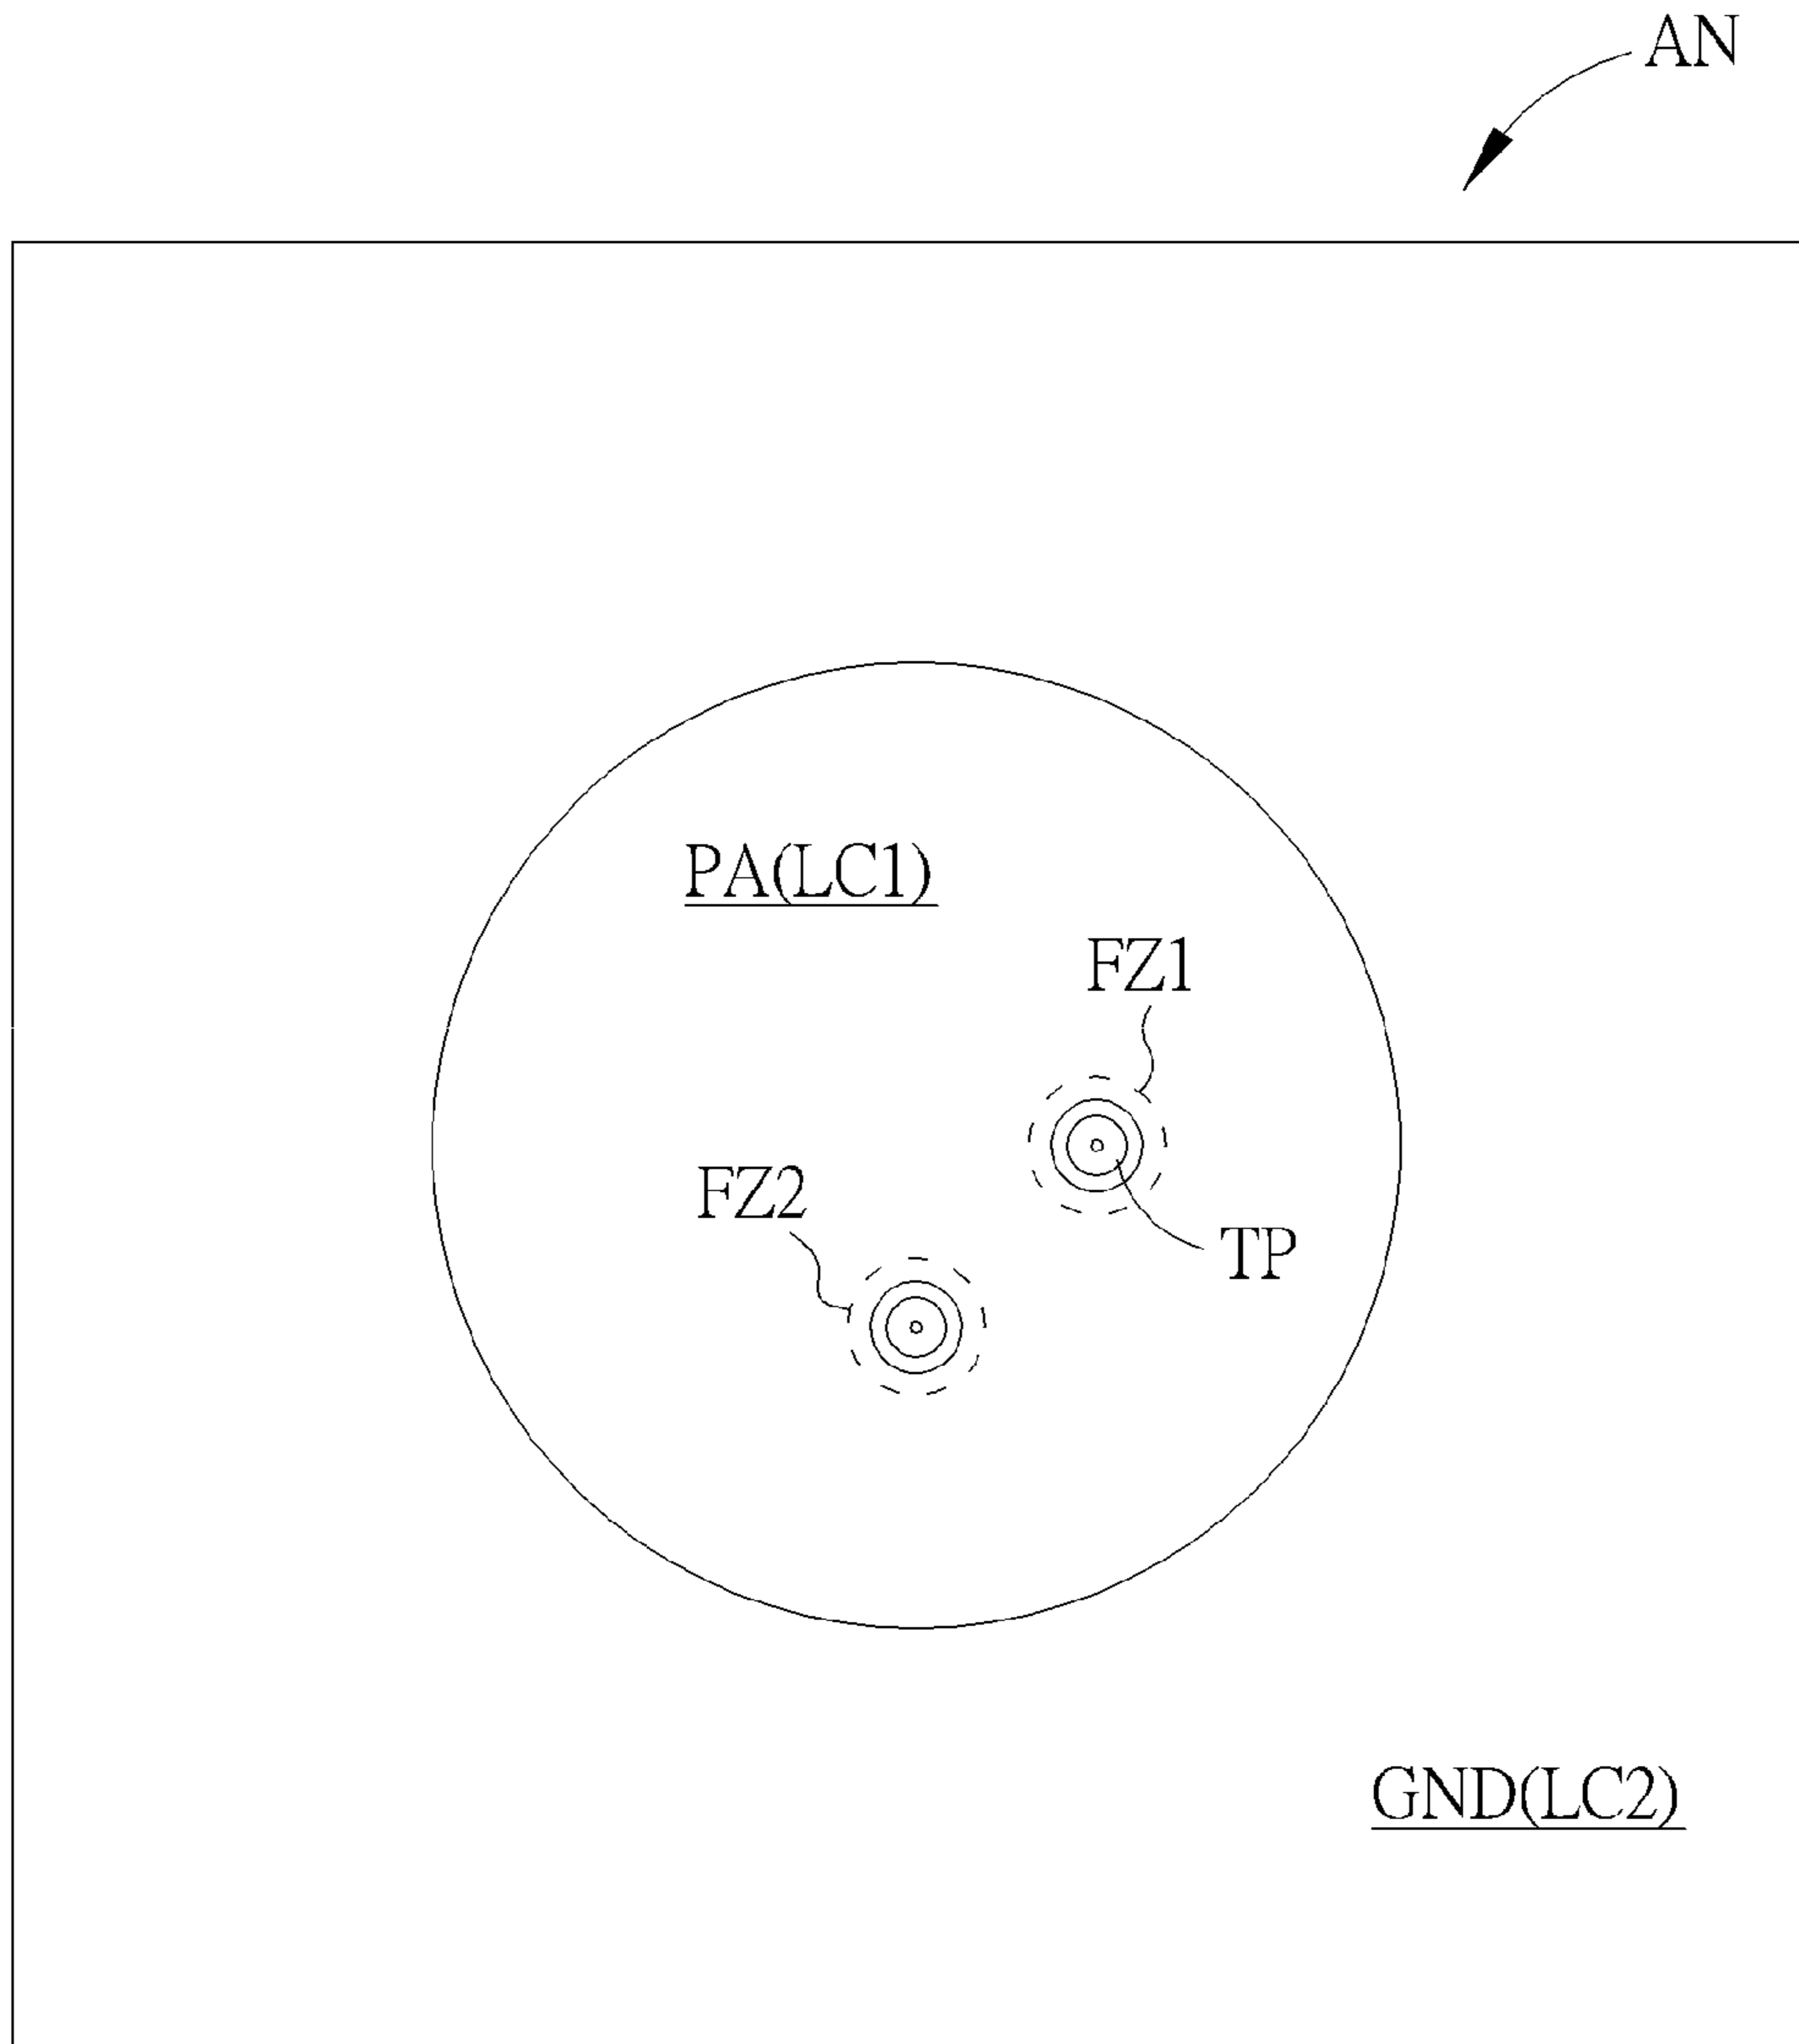 AN
PA(LC1)
FZ1
FZ2
TP
GND(LC2)